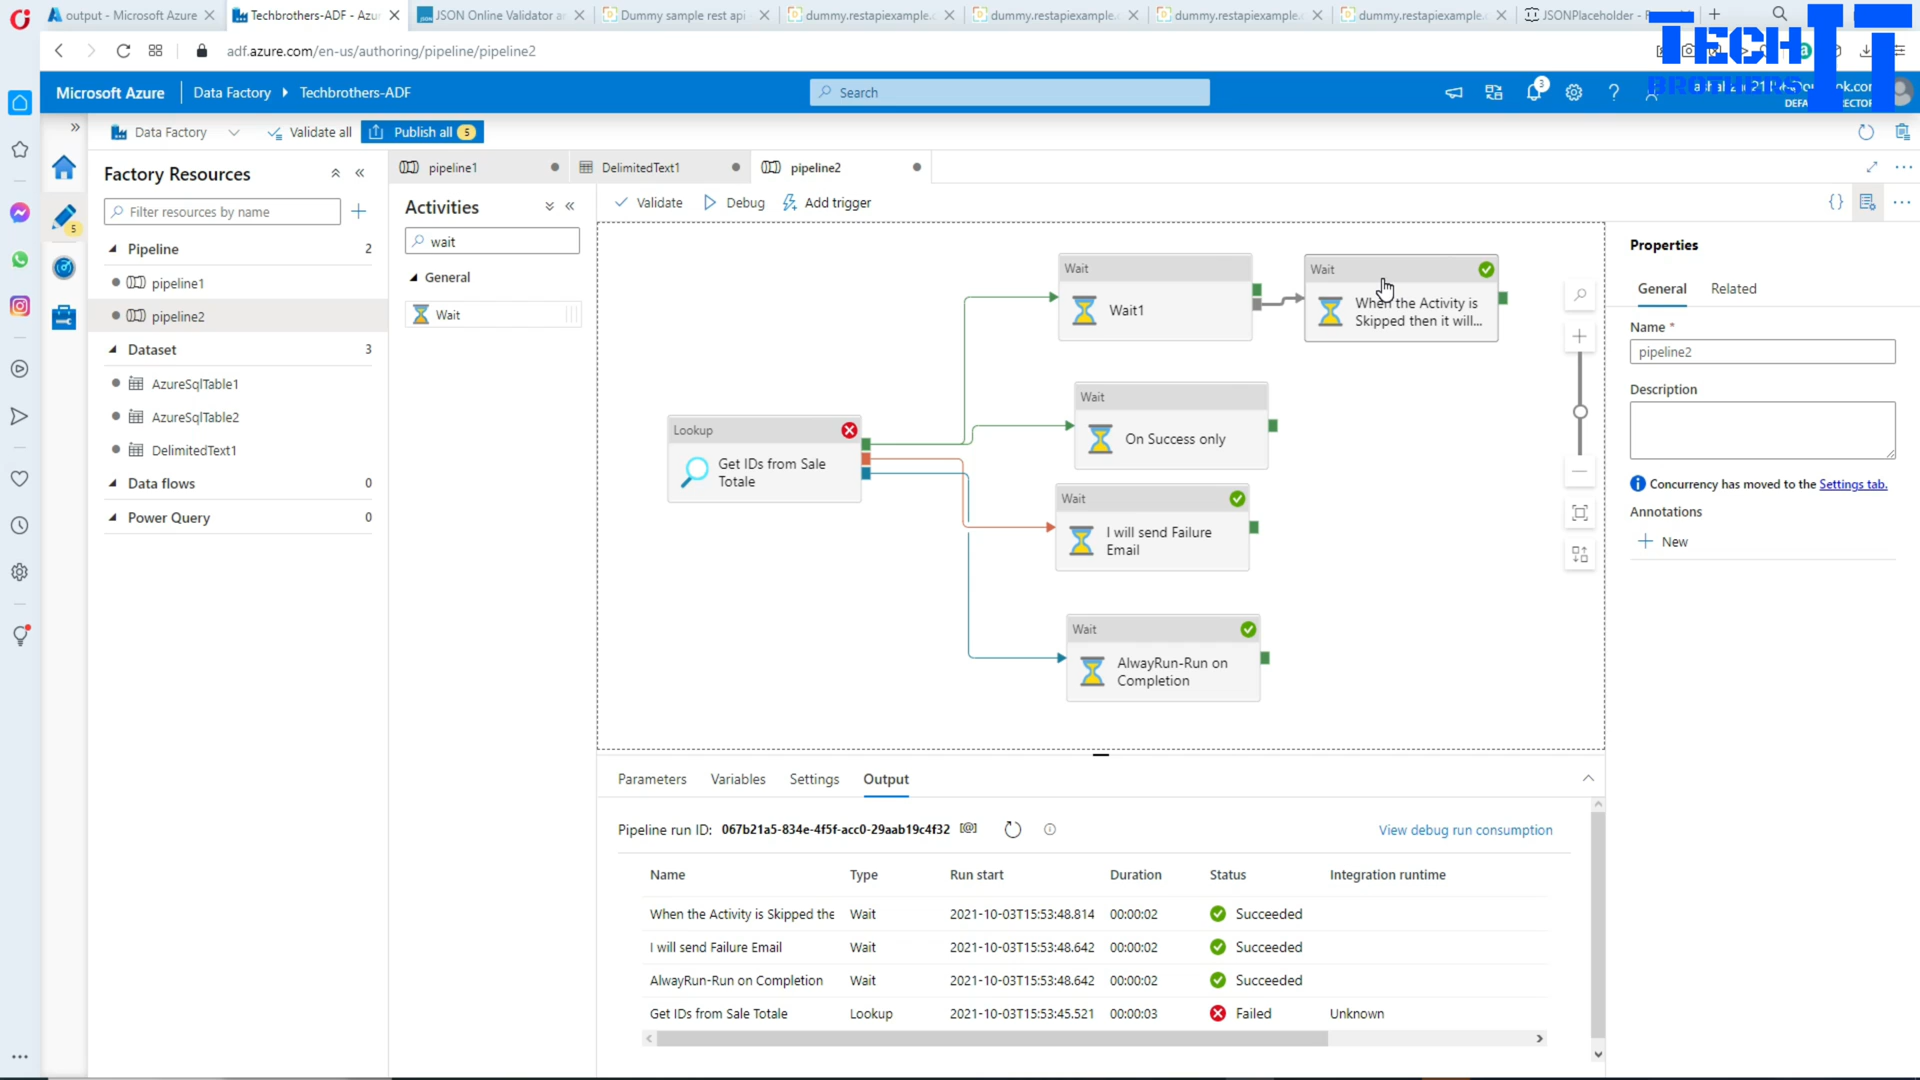 output - Microsoft Azure
Techbrothers-ADF - Azu
JSON Online Validator a
Dummy sample rest api
dummy.restapiexample.
dummy.restapiexample.
dummy.restapiexample.
dummy.restapiexample.
JSONPlaceholder -
adf.azure.com/en-us/authoring/pipeline/pipeline2
TECH IT
BROTHERS
Microsoft Azure
Data Factory
Techbrothers-ADF
Search
3
Data Factory
Validate all
Publish all
5
Factory Resources
Filter resources by name
5
Pipeline
2
pipeline1
pipeline2
Dataset
3
AzureSqlTable1
AzureSqlTable2
DelimitedText1
Data flows
0
Power Query
0
pipeline1
DelimitedText1
pipeline2
Activities
wait
General
Wait
Validate
Debug
Add trigger
Wait
Wait1
Wait
When the Activity is
Skipped then it will...
Wait
On Success only
Lookup
Get IDs from Sale
Totale
Wait
I will send Failure
Email
Wait
AlwayRun-Run on
Completion
Properties
General
Related
Name *
pipeline2
Description
Concurrency has moved to the Settings tab.
Annotations
New
Parameters
Variables
Settings
Output
Pipeline run ID: 067b21a5-834e-4f5f-acc0-29aab19c4f32
View debug run consumption
Name Type Run start Duration Status Integration runtime
When the Activity is Skipped the Wait 2021-10-03T15:53:48.814 00:00:02 Succeeded
I will send Failure Email Wait 2021-10-03T15:53:48.642 00:00:02 Succeeded
AlwayRun-Run on Completion Wait 2021-10-03T15:53:48.642 00:00:02 Succeeded
Get IDs from Sale Totale Lookup 2021-10-03T15:53:45.521 00:00:03 Failed Unknown